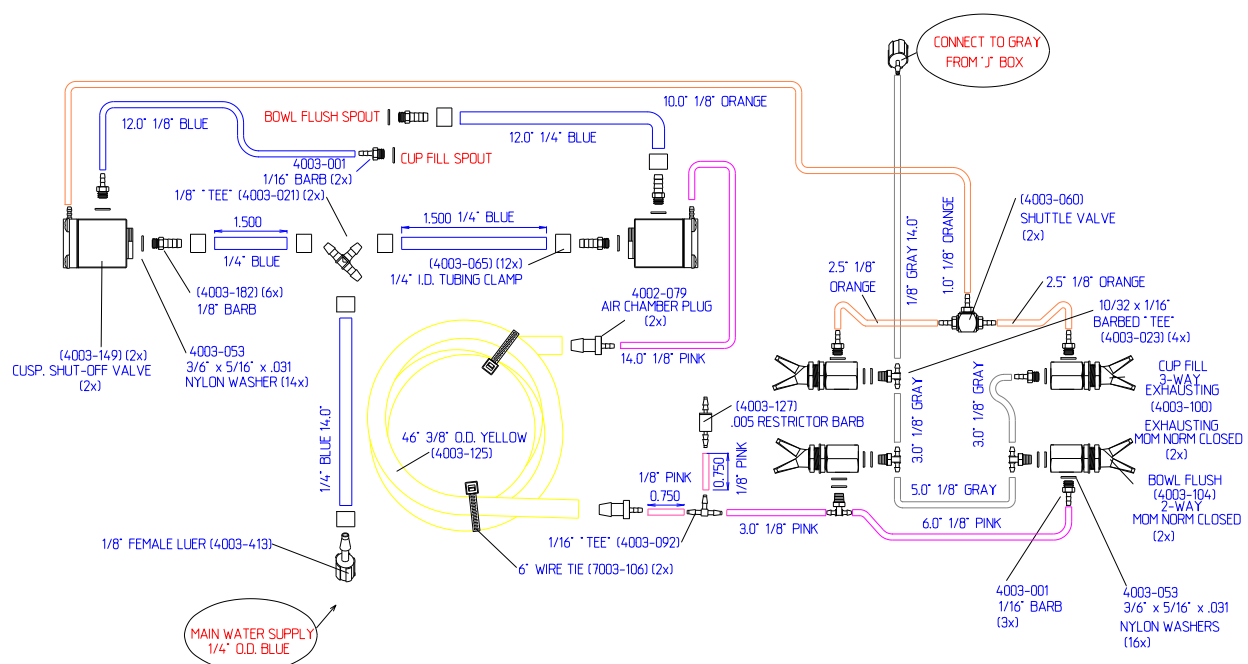 CONNECT TO GRAY
FROM "J" BOX
10.0" 1/8" ORANGE
12.0" 1/8" BLUE
BOWL FLUSH SPOUT
12.0" 1/4" BLUE
CUP FILL SPOUT
4003-001
1/16" BARB (2x)
1/8" "TEE" (4003-021) (2x)
1.500
1/4" BLUE
1.500 1/4" BLUE
(4003-065) (12x)
1/4" I.D. TUBING CLAMP
(4003-182) (6x)
1/8" BARB
(4003-149) (2x)
CUSP. SHUT-OFF VALVE
(2x)
4003-053
3/6" x 5/16" x .031
NYLON WASHER (14x)
4002-079
AIR CHAMBER PLUG
(2x)
14.0" 1/8" PINK
1/8" GRAY 14.0"
1.0" 1/8" ORANGE
(4003-060)
SHUTTLE VALVE
(2x)
2.5" 1/8"
ORANGE
2.5" 1/8" ORANGE
10/32 x 1/16"
BARBED "TEE"
(4003-023) (4x)
CUP FILL
3-WAY
EXHAUSTING
(4003-100)
EXHAUSTING
MOM NORM CLOSED
(2x)
BOWL FLUSH
(4003-104)
2-WAY
MOM NORM CLOSED
(2x)
3.0" 1/8" GRAY
3.0" 1/8" GRAY
5.0" 1/8" GRAY
(4003-127)
.005 RESTRICTOR BARB
1/8" PINK
0.750
1/8" PINK
0.750
46" 3/8" O.D. YELLOW
(4003-125)
1/4" BLUE 14.0"
3.0" 1/8" PINK
6.0" 1/8" PINK
1/16" "TEE" (4003-092)
6" WIRE TIE (7003-106) (2x)
1/8" FEMALE LUER (4003-413)
4003-001
1/16" BARB
(3x)
4003-053
3/6" x 5/16" x .031
NYLON WASHERS
(16x)
MAIN WATER SUPPLY
1/4" O.D. BLUE